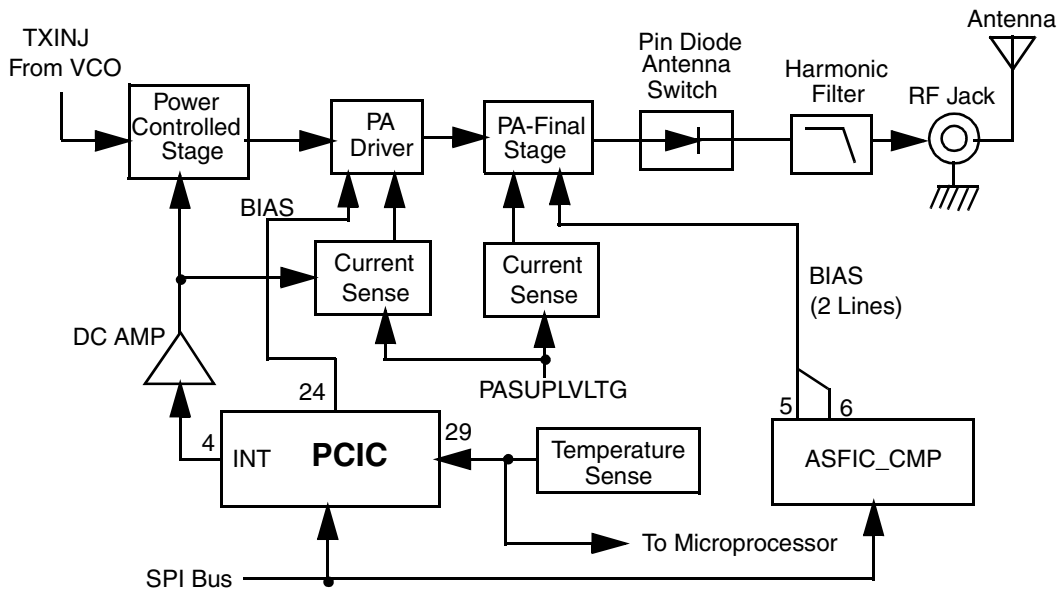 Antenna
TXINJ
From VCO
Pin Diode
Antenna
Switch
Harmonic
Filter
RF Jack
Power
Controlled
Stage
PA
Driver
PA-Final
Stage
BIAS
Current
Sense
Current
Sense
BIAS
(2 Lines)
DC AMP
PASUPLVLTG
24
5
6
4
INT
PCIC
29
Temperature
Sense
ASFIC_CMP
To Microprocessor
SPI Bus